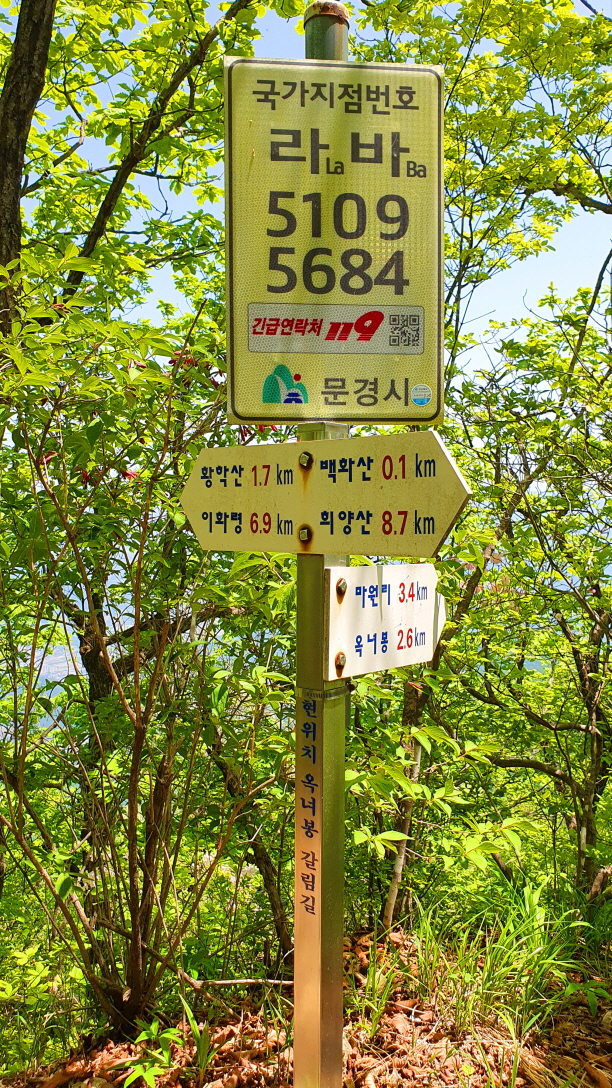 국가지점번호
라La 바Ba
5109
5684
긴급연락처 119
문경시
황학산 1.7 km 백화산 0.1 km
이화령 6.9 km 희양산 8.7 km
마원리 3.4 km
옥녀봉 2.6 km
현위치 옥녀봉 갈림길